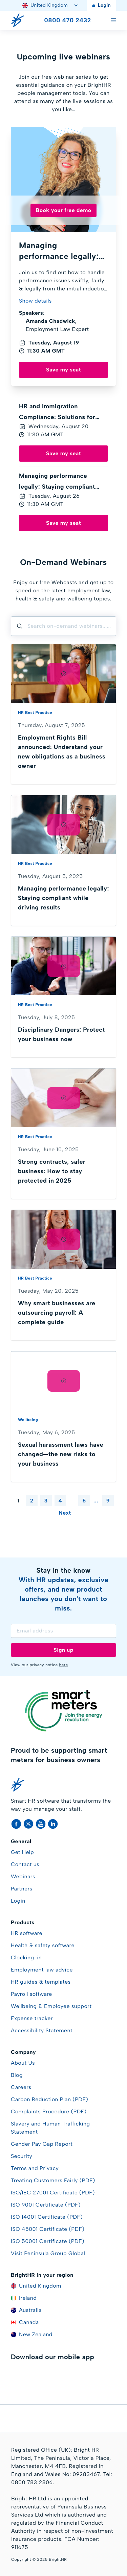 United Kingdom
Login
0800 470 2432
Upcoming live webinars
Join our free webinar series to get
essential guidance on your BrightHR
people management tools. You can
attend as many of the live sessions as
you like…
Book your free demo
Managing
performance legally:...
Join us to find out how to handle
performance issues swiftly, fairly
& legally from the initial inductio...
Show details
Speakers:
Amanda Chadwick,
Employment Law Expert
Tuesday, August 19
11:30 AM GMT
Save my seat
HR and Immigration
Compliance: Solutions for...
Wednesday, August 20
11:30 AM GMT
Save my seat
Managing performance
legally: Staying compliant...
Tuesday, August 26
11:30 AM GMT
Save my seat
On-Demand Webinars
Enjoy our free Webcasts and get up to
speed on the latest employment law,
health & safety and wellbeing topics.
Search on-demand webinars...
HR Best Practice
Thursday, August 7, 2025
Employment Rights Bill
announced: Understand your
new obligations as a business
owner
HR Best Practice
Tuesday, August 5, 2025
Managing performance legally:
Staying compliant while
driving results
HR Best Practice
Tuesday, July 8, 2025
Disciplinary Dangers: Protect
your business now
HR Best Practice
Tuesday, June 10, 2025
Strong contracts, safer
business: How to stay
protected in 2025
HR Best Practice
Tuesday, May 20, 2025
Why small businesses are
outsourcing payroll: A
complete guide
Wellbeing
Tuesday, May 6, 2025
Sexual harassment laws have
changed—the new risks to
your business
1 2 3 4 5 ... 9
Next
Stay in the know
With HR updates, exclusive
offers, and new product
launches you don't want to
miss.
Email address
Sign up
View our privacy notice here
smart
meters
Join the energy
revolution
Proud to be supporting smart
meters for business owners
Smart HR software that transforms the
way you manage your staff.
General
Get Help
Contact us
Webinars
Partners
Login
Products
HR software
Health & safety software
Clocking-in
Employment law advice
HR guides & templates
Payroll software
Wellbeing & Employee support
Expense tracker
Accessibility Statement
Company
About Us
Blog
Careers
Carbon Reduction Plan (PDF)
Complaints Procedure (PDF)
Slavery and Human Trafficking
Statement
Gender Pay Gap Report
Security
Terms and Privacy
Treating Customers Fairly (PDF)
ISO/IEC 27001 Certificate (PDF)
ISO 9001 Certificate (PDF)
ISO 14001 Certificate (PDF)
ISO 45001 Certificate (PDF)
ISO 50001 Certificate (PDF)
Visit Peninsula Group Global
BrightHR in your region
United Kingdom
Ireland
Australia
Canada
New Zealand
Download our mobile app
Registered Office (UK): Bright HR
Limited, The Peninsula, Victoria Place,
Manchester, M4 4FB. Registered in
England and Wales No: 09283467. Tel:
0800 783 2806.
Bright HR Ltd is an appointed
representative of Peninsula Business
Services Ltd which is authorised and
regulated by the Financial Conduct
Authority in respect of non-investment
insurance products. FCA Number:
911675
Copyright © 2025 BrightHR